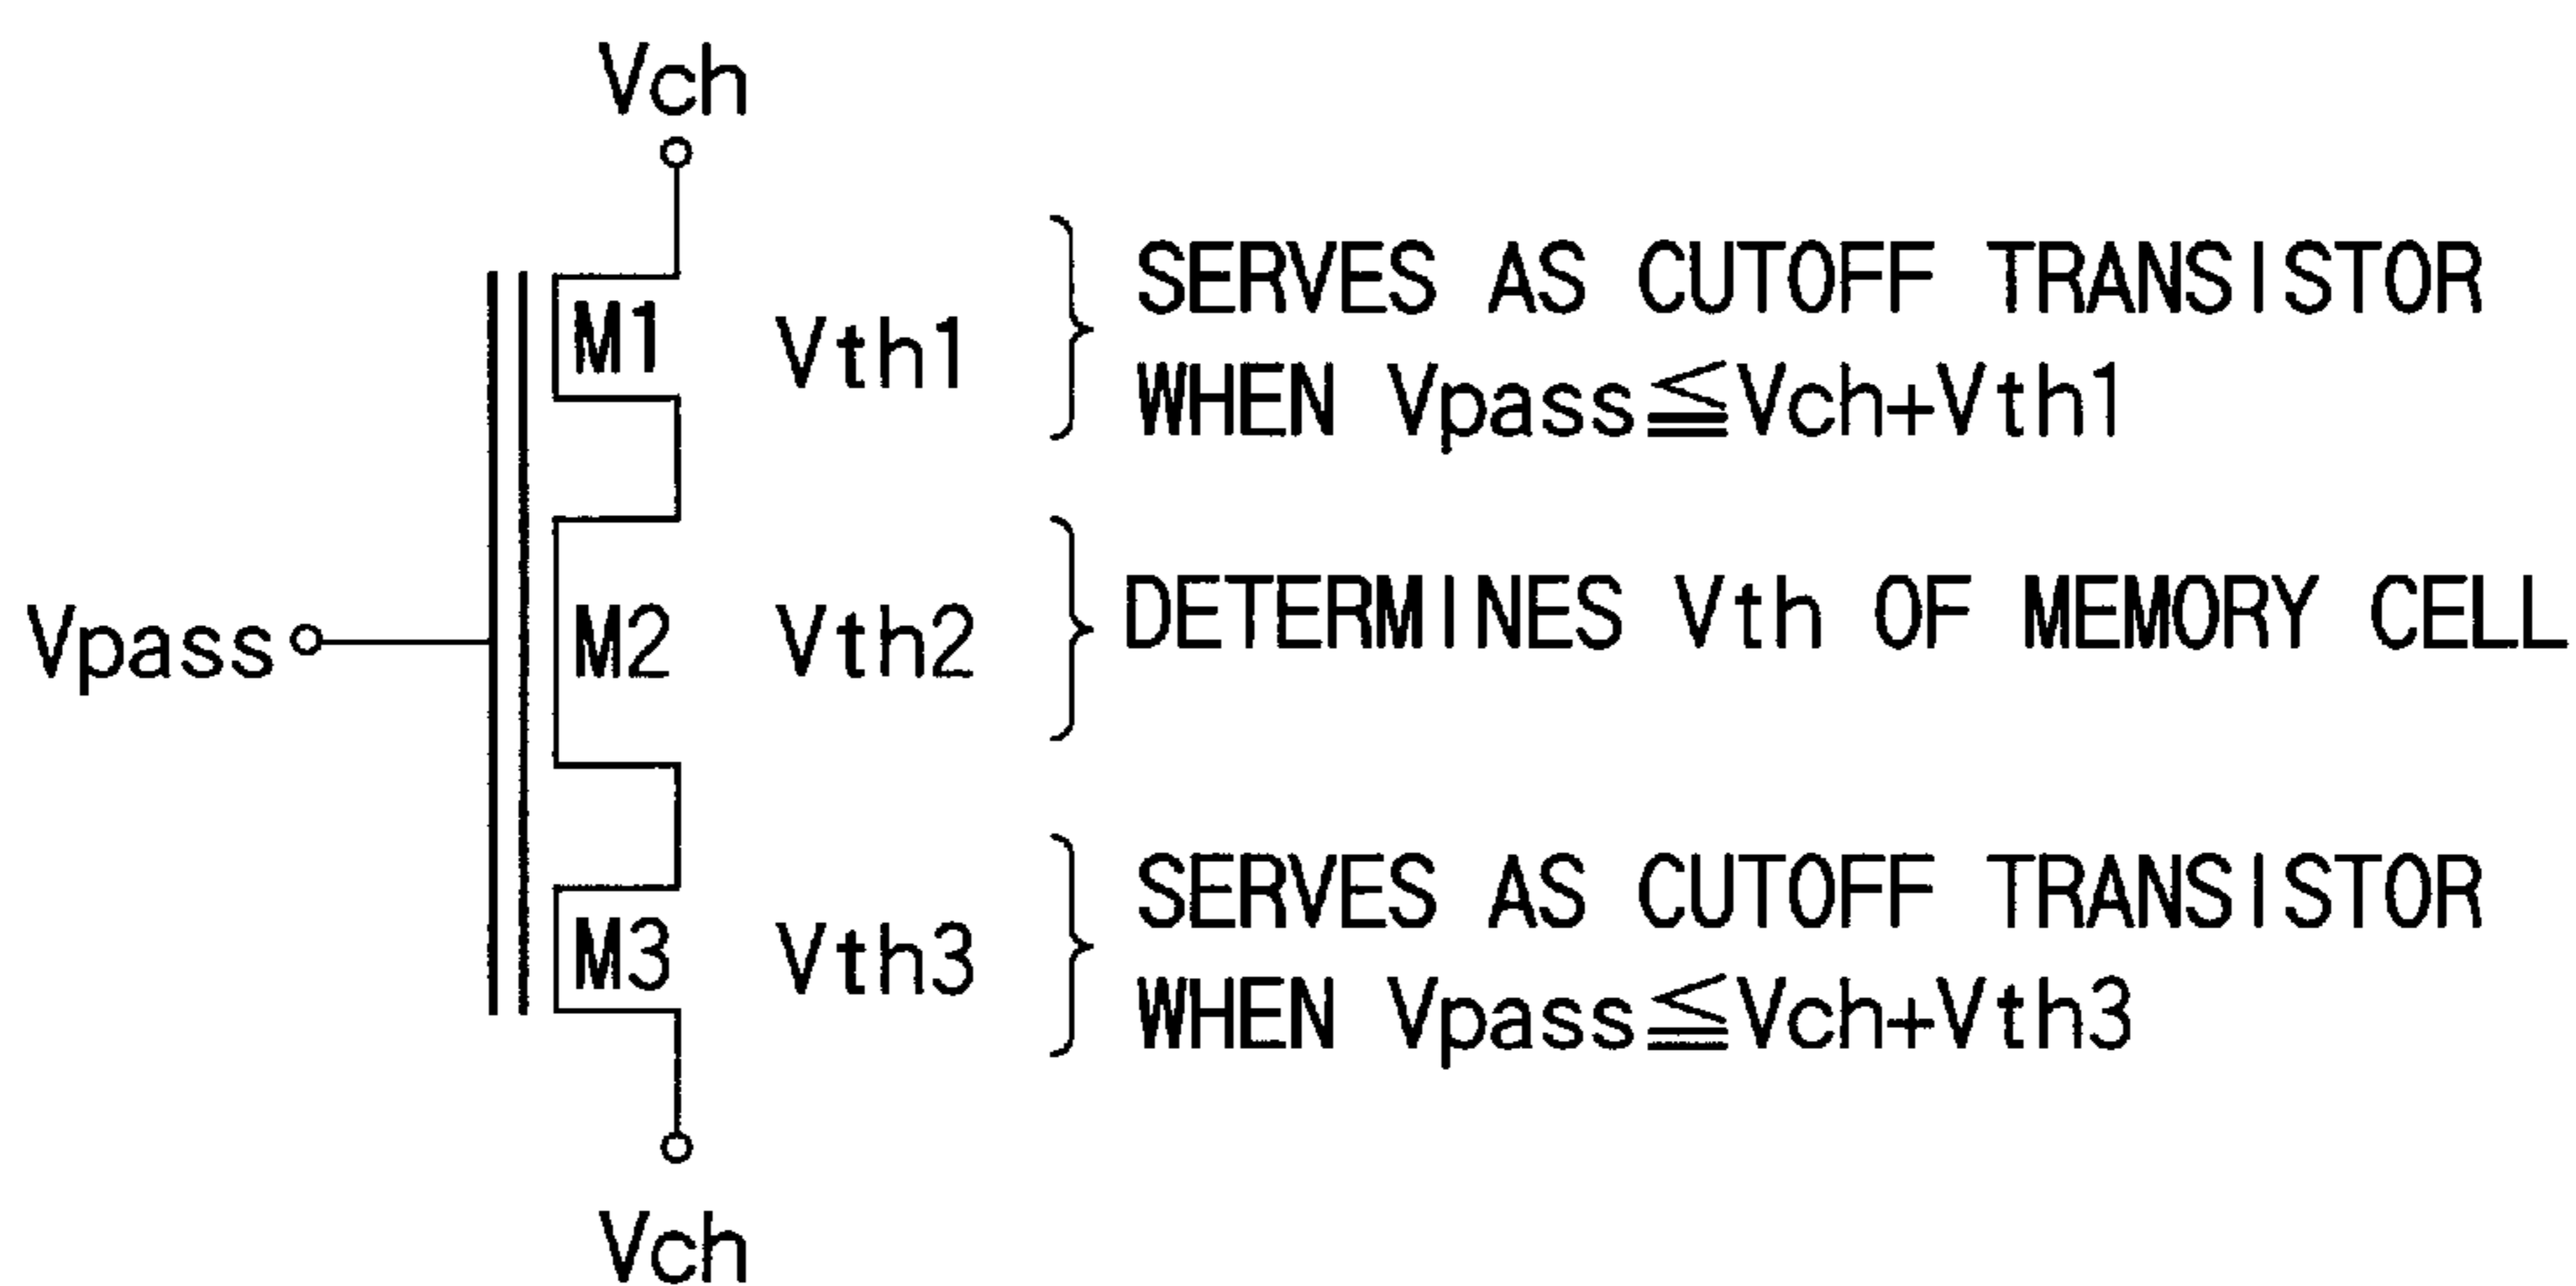 Vch
M1 Vth1 SERVES AS CUTOFF TRANSISTOR
WHEN Vpass≦Vch+Vth1
Vpass M2 Vth2 DETERMINES Vth OF MEMORY CELL
M3 Vth3 SERVES AS CUTOFF TRANSISTOR
WHEN Vpass≦Vch+Vth3
Vch